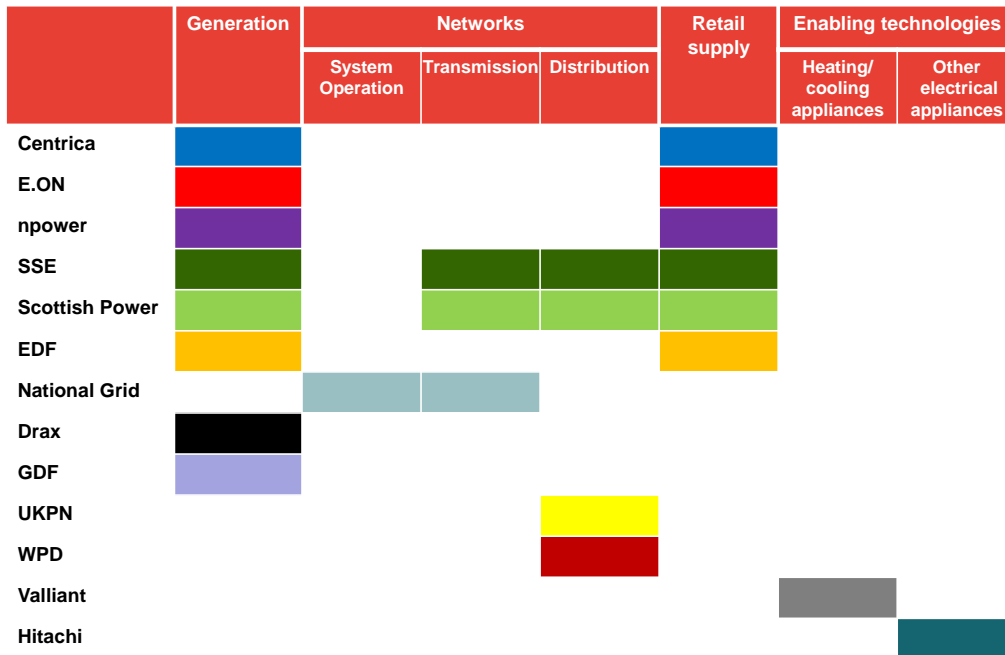 Generation
Networks
Retail
supply
Enabling technologies
System
Operation
Transmission
Distribution
Heating/
cooling
appliances
Other
electrical
appliances
Centrica
E.ON
npower
SSE
Scottish Power
EDF
National Grid
Drax
GDF
UKPN
WPD
Valliant
Hitachi